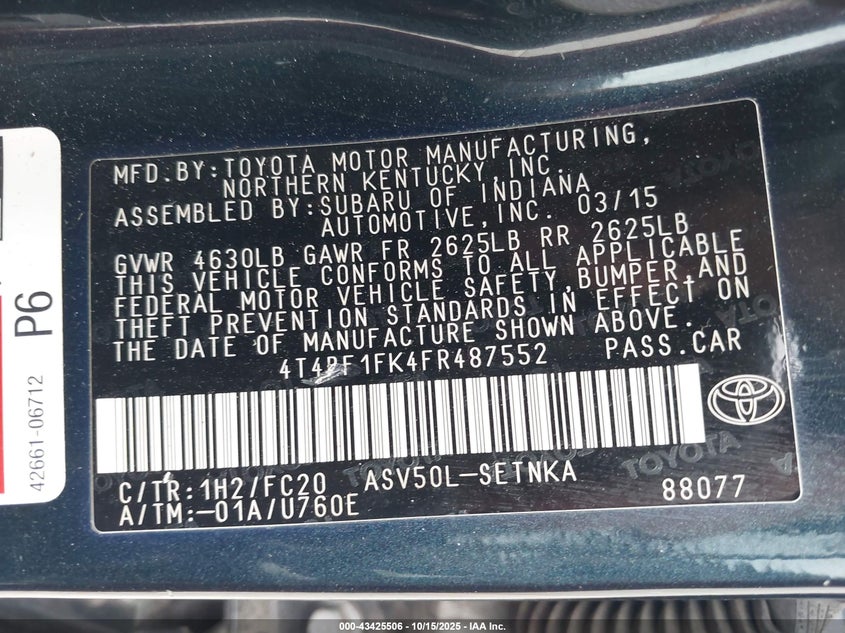 MFD.BY:TOYOTA MOTOR MANUFACTURING,
NORTHERN KENTUCKY,INC.
ASSEMBLED BY:SUBARU OF INDIANA
AUTOMOTIVE,INC. 03/15
GVWR 4630LB GAWR FR 2625LB RR 2625LB
THIS VEHICLE CONFORMS TO ALL APPLICABLE
FEDERAL MOTOR VEHICLE SAFETY,BUMPER,AND
THEFT PREVENTION STANDARDS IN EFFECT ON
THE DATE OF MANUFACTURE SHOWN ABOVE.
4T4BF1FK4FR487552 PASS.CAR
C/TR:1H2/FC20 ASV50L-SETNKA
A/TM:-01A/U760E 88077
TOYOTA
P6
42661-06712
000-43425506 - 10/15/2025 - IAA Inc.